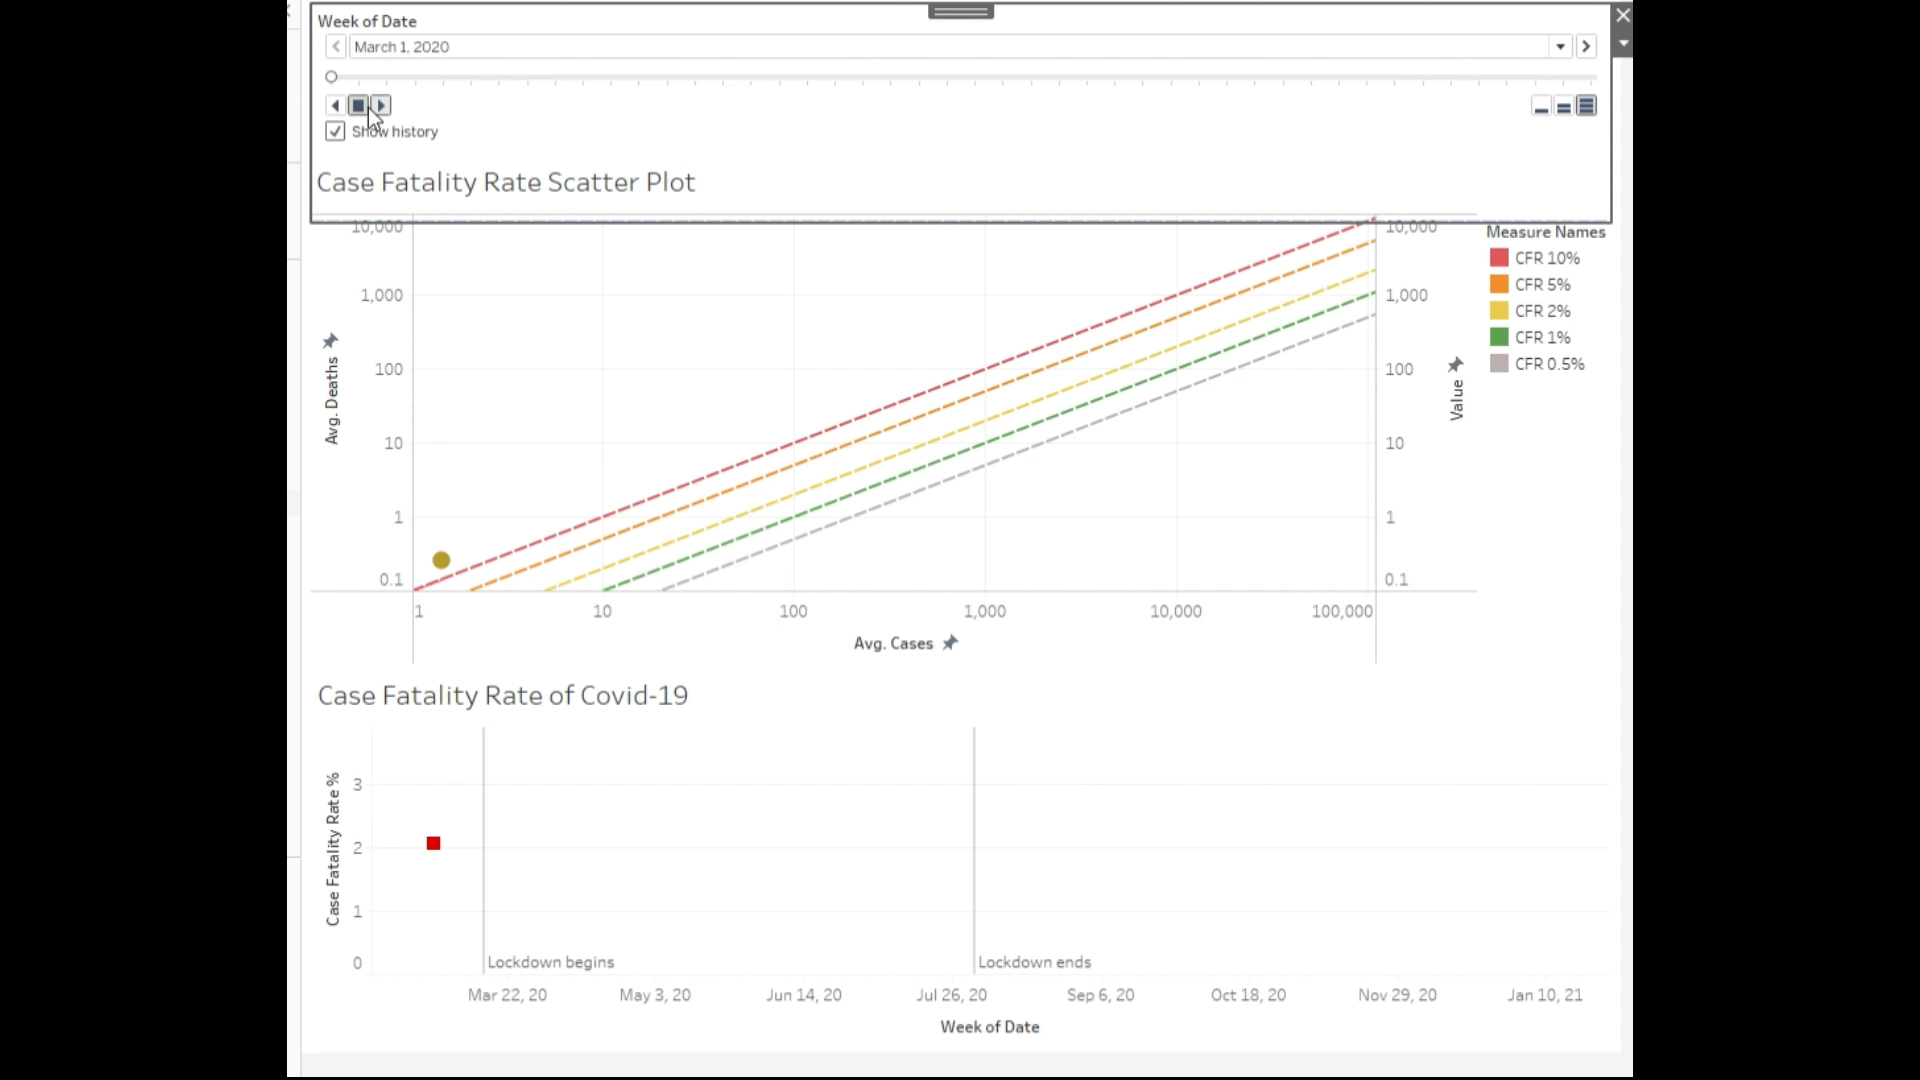 Week of Date
March 1, 2020
Show history
Case Fatality Rate Scatter Plot
10,000
1,000
100
10
1
0.1
Avg. Deaths
10,000
1,000
100
10
1
0.1
Value
1 10 100 1,000 10,000 100,000
Avg. Cases
Measure Names
CFR 10%
CFR 5%
CFR 2%
CFR 1%
CFR 0.5%
Case Fatality Rate of Covid-19
Case Fatality Rate %
3
2
1
0
Lockdown begins
Lockdown ends
Mar 22, 20 May 3, 20 Jun 14, 20 Jul 26, 20 Sep 6, 20 Oct 18, 20 Nov 29, 20 Jan 10, 21
Week of Date